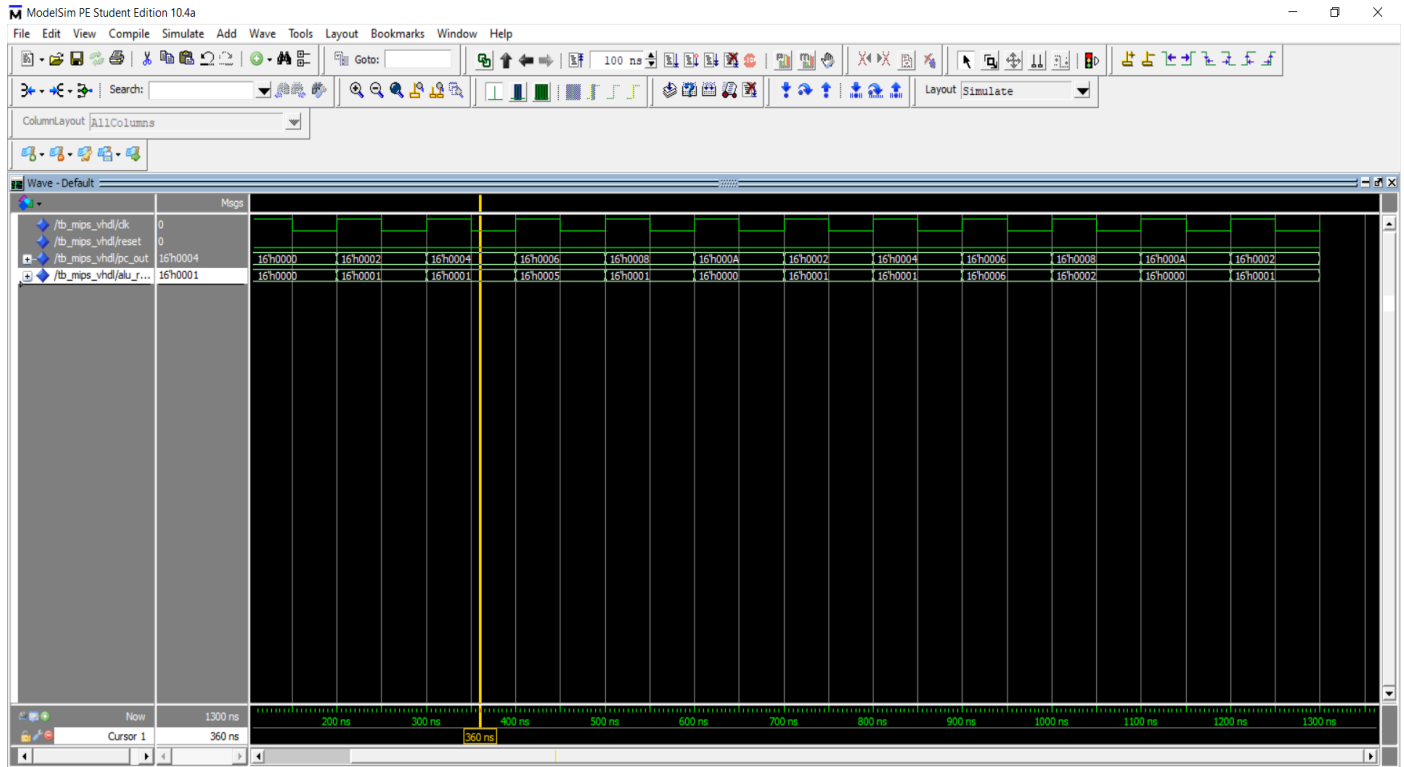 ModelSim PE Student Edition 10.4a
File Edit View Compile Simulate Add Wave Tools Layout Bookmarks Window Help
Goto: 100 ns
Search: Layout Simulate
ColumnLayout AllColumns
Wave - Default
Msgs
/tb_mips_vhdl/clk 0
/tb_mips_vhdl/reset 0
/tb_mips_vhdl/pc_out 16'h0004 16'h0000 16'h0002 16'h0004 16'h0006 16'h0008 16'h000A 16'h0002 16'h0004 16'h0006 16'h0008 16'h000A 16'h0002
/tb_mips_vhdl/alu_r... 16'h0001 16'h0000 16'h0001 16'h0001 16'h0005 16'h0001 16'h0000 16'h0001 16'h0001 16'h0006 16'h0002 16'h0000 16'h0001
Now 1300 ns 200 ns 300 ns 400 ns 500 ns 600 ns 700 ns 800 ns 900 ns 1000 ns 1100 ns 1200 ns 1300 ns
Cursor 1 360 ns 360 ns